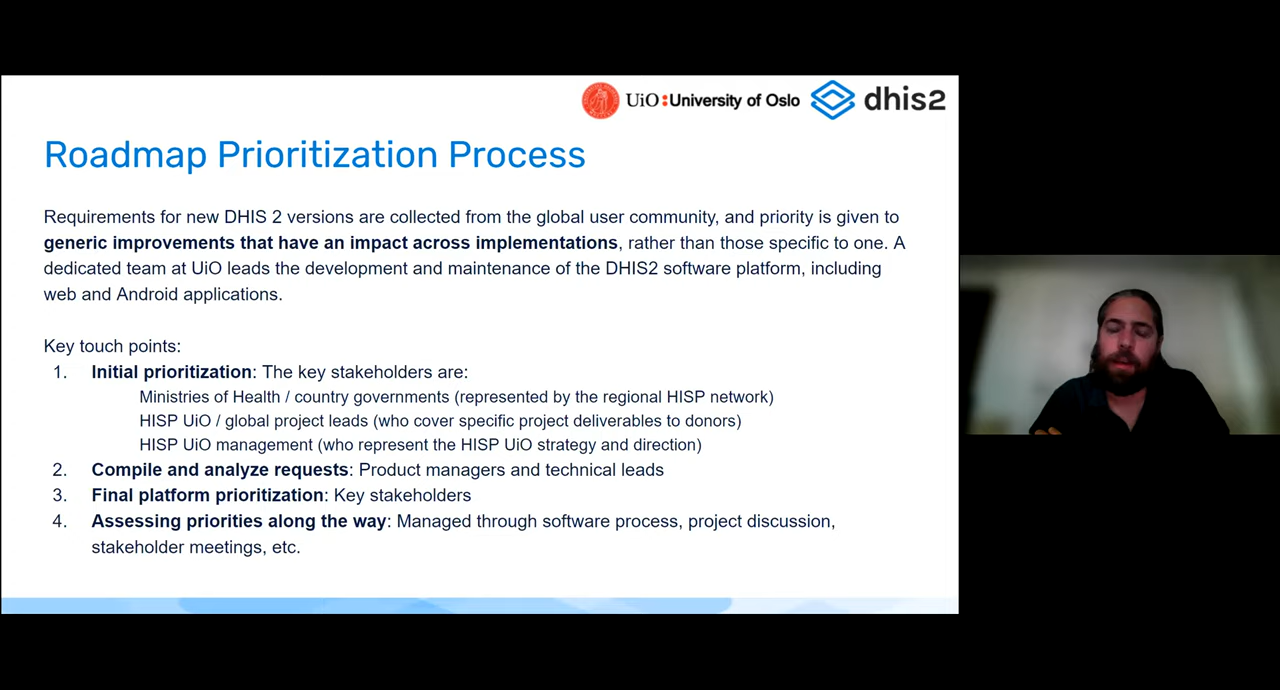 UiO:University of Oslo dhis2
Roadmap Prioritization Process
Requirements for new DHIS 2 versions are collected from the global user community, and priority is given to
generic improvements that have an impact across implementations, rather than those specific to one. A
dedicated team at UiO leads the development and maintenance of the DHIS2 software platform, including
web and Android applications.
Key touch points:
1. Initial prioritization: The key stakeholders are:
Ministries of Health / country governments (represented by the regional HISP network)
HISP UiO / global project leads (who cover specific project deliverables to donors)
HISP UiO management (who represent the HISP UiO strategy and direction)
2. Compile and analyze requests: Product managers and technical leads
3. Final platform prioritization: Key stakeholders
4. Assessing priorities along the way: Managed through software process, project discussion,
stakeholder meetings, etc.